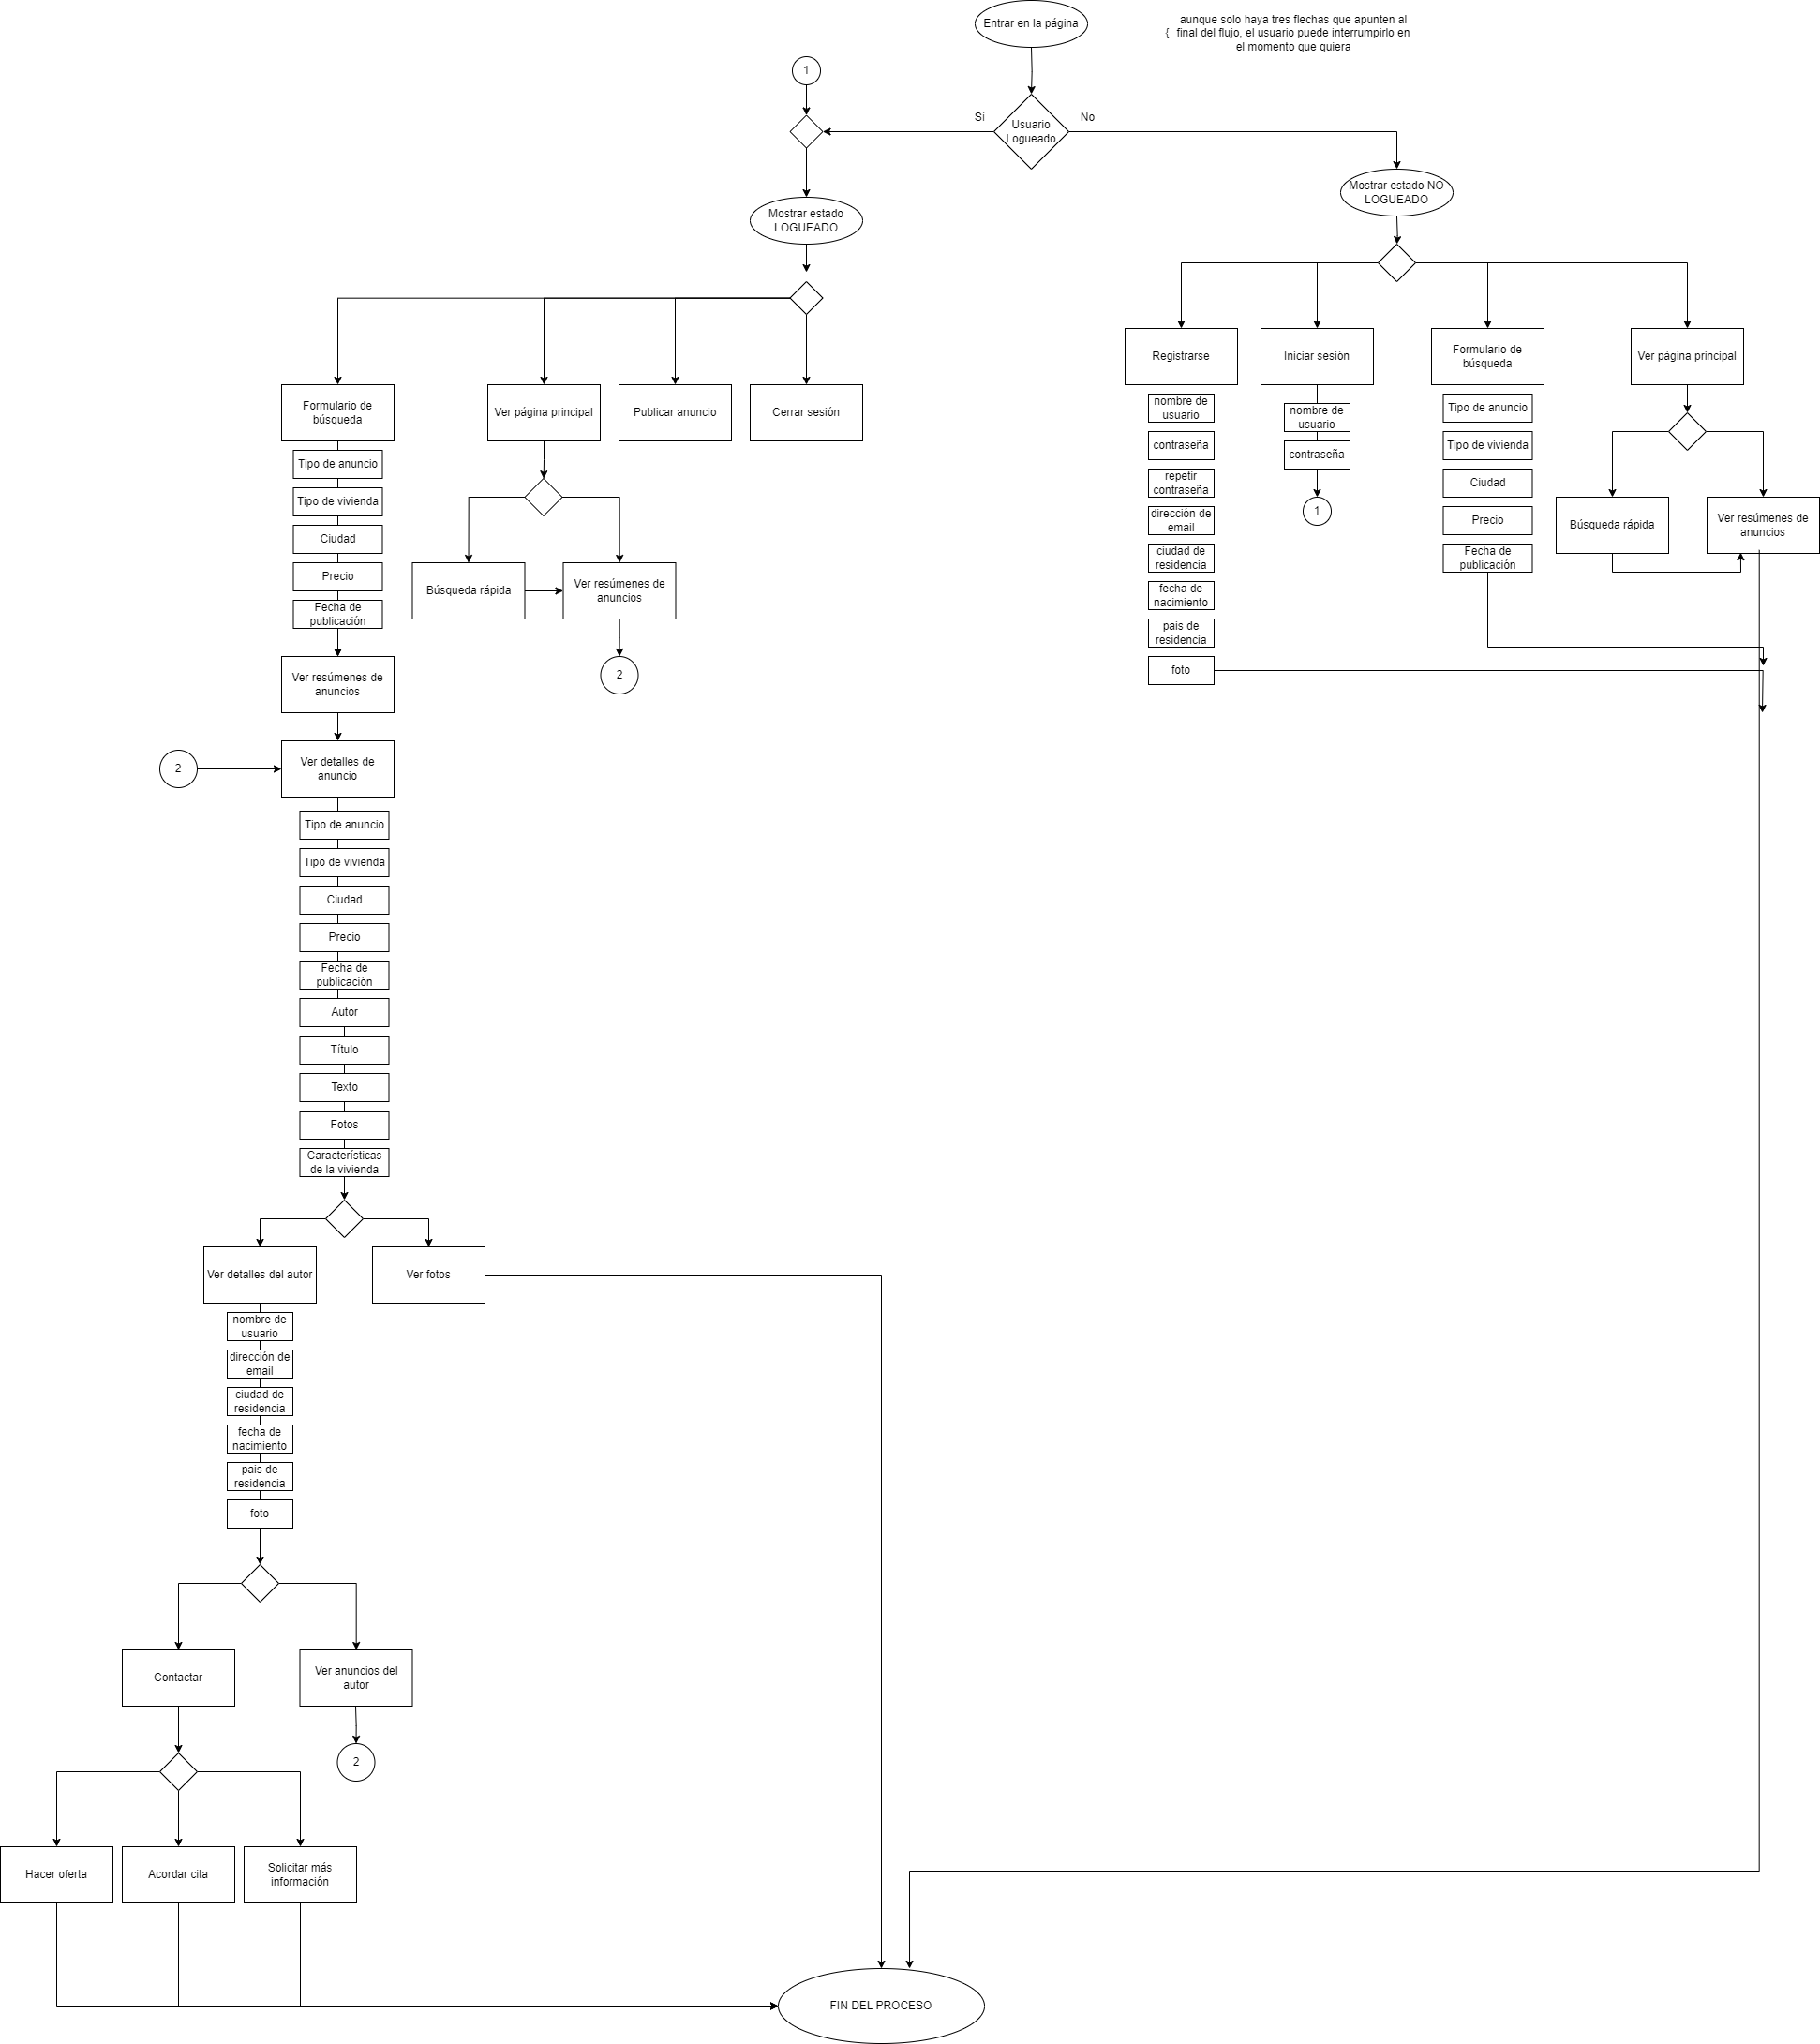 Entrar en la página
aunque solo haya tres flechas que apunten al
{ final del flujo, el usuario puede interrumpirlo en
el momento que quiera
1
Sí
No
Usuario
Logueado
Mostrar estado NO
LOGUEADO
Mostrar estado
LOGUEADO
Registrarse
Iniciar sesión
Formulario de
búsqueda
Ver página principal
nombre de
usuario
contraseña
repetir
contraseña
dirección de
email
ciudad de
residencia
fecha de
nacimiento
pais de
residencia
foto
nombre de
usuario
contraseña
1
Tipo de anuncio
Tipo de vivienda
Ciudad
Precio
Fecha de
publicación
Búsqueda rápida
Ver resúmenes de
anuncios
Formulario de
búsqueda
Ver página principal
Publicar anuncio
Cerrar sesión
Tipo de anuncio
Tipo de vivienda
Ciudad
Precio
Fecha de
publicación
Búsqueda rápida
Ver resúmenes de
anuncios
2
Ver resúmenes de
anuncios
2
Ver detalles de
anuncio
Tipo de anuncio
Tipo de vivienda
Ciudad
Precio
Fecha de
publicación
Autor
Título
Texto
Fotos
Características
de la vivienda
Ver detalles del autor
Ver fotos
nombre de
usuario
dirección de
email
ciudad de
residencia
fecha de
nacimiento
pais de
residencia
foto
Contactar
Ver anuncios del
autor
2
Hacer oferta
Acordar cita
Solicitar más
información
FIN DEL PROCESO